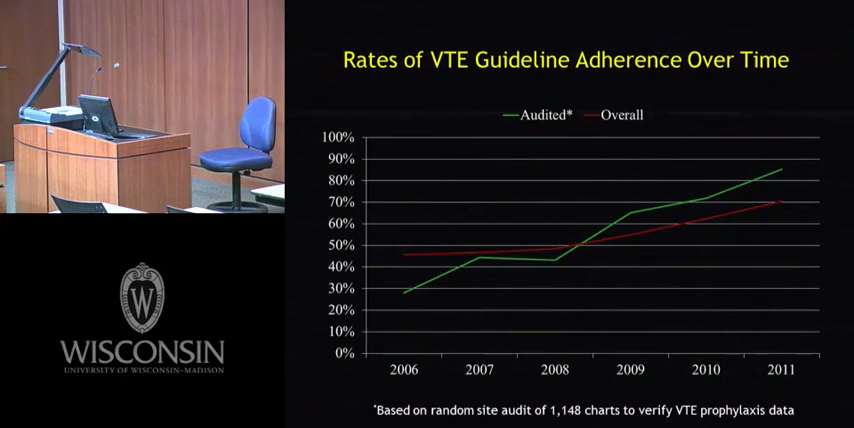 Rates of VTE Guideline Adherence Over Time
Audited* Overall
100%
90%
80%
70%
60%
50%
40%
30%
20%
10%
0%
2006 2007 2008 2009 2010 2011
*Based on random site audit of 1,148 charts to verify VTE prophylaxis data
W
WISCONSIN
UNIVERSITY OF WISCONSIN–MADISON